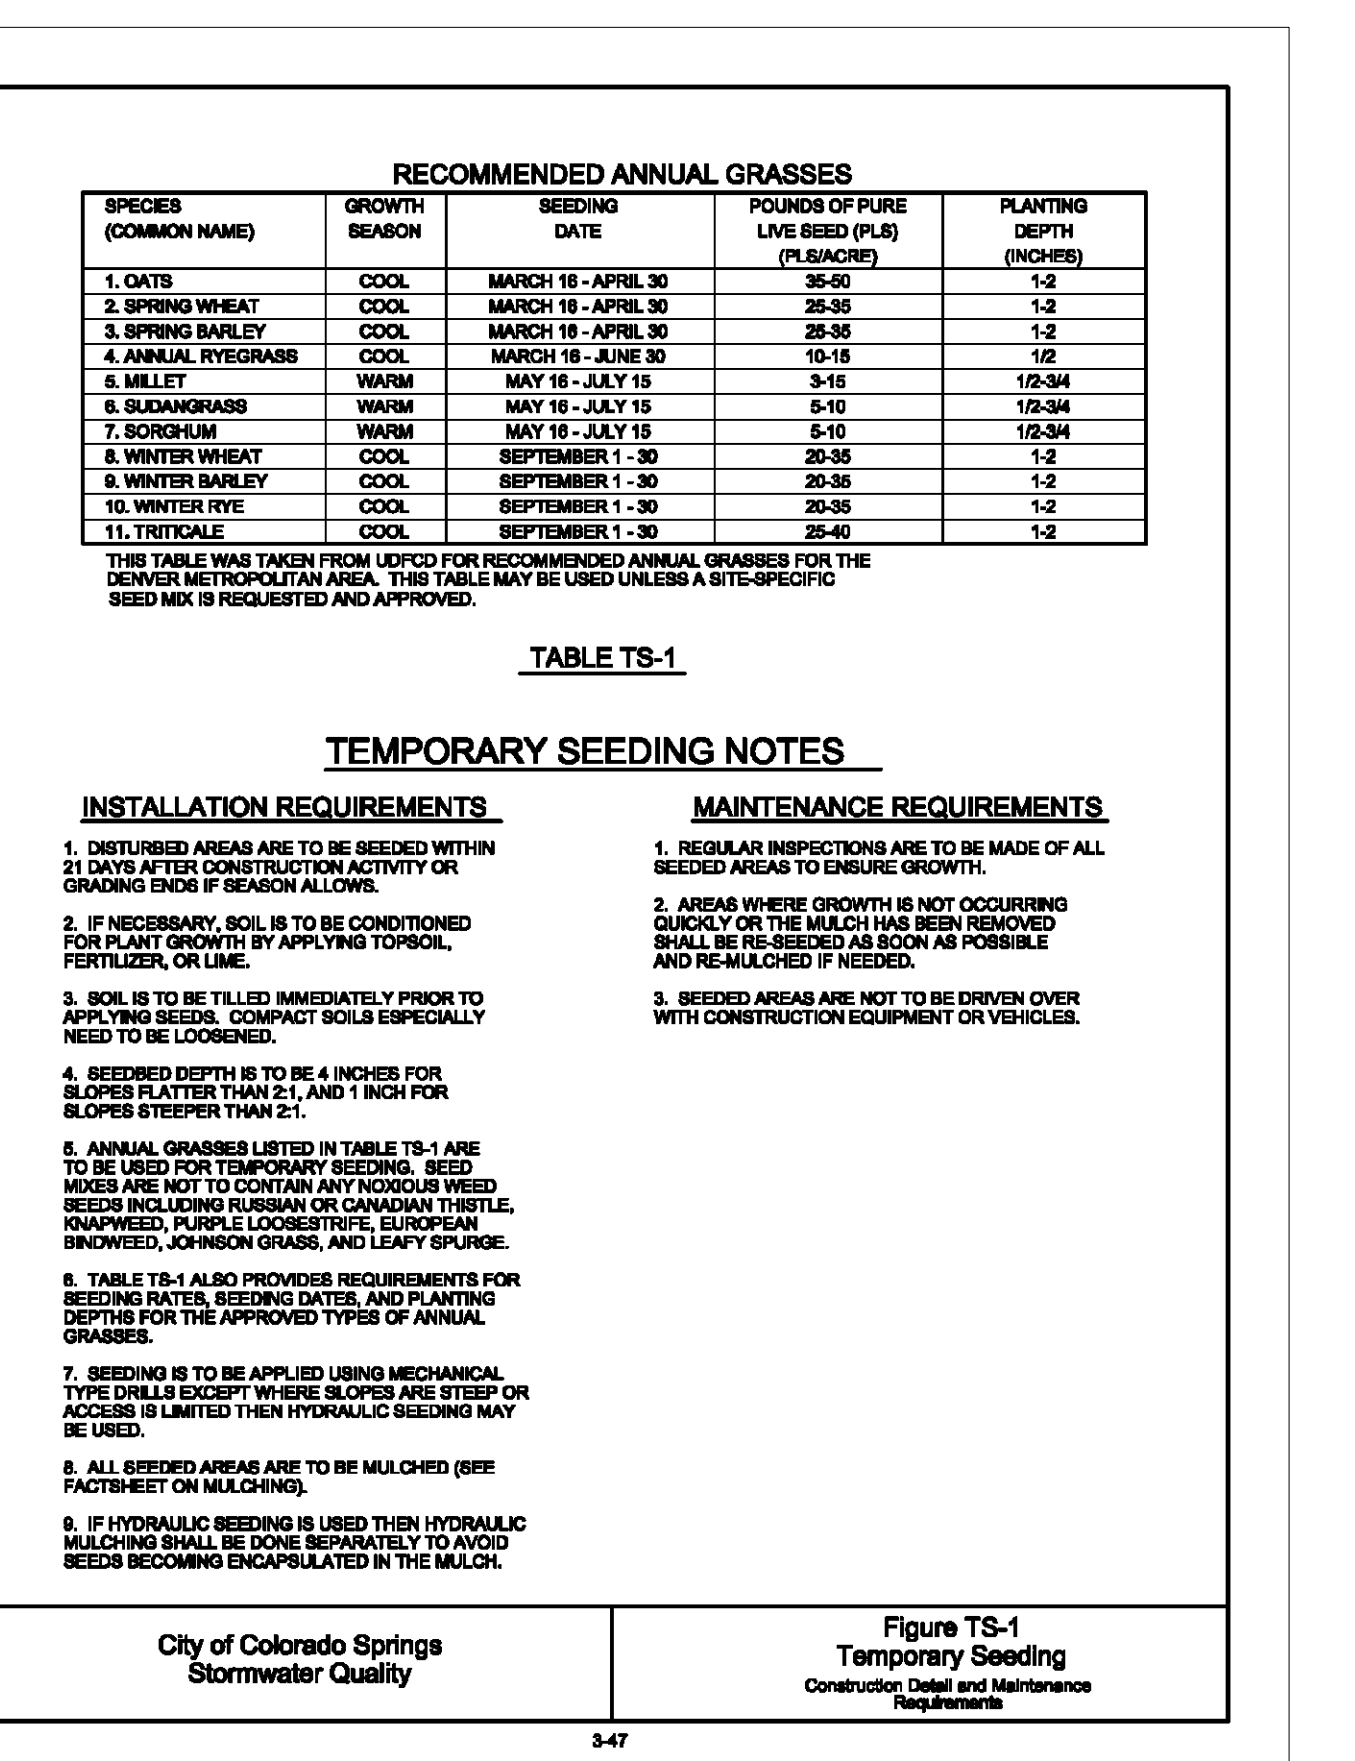 RECOMMENDED ANNUAL GRASSES
SPECIES GROWTH SEEDING POUNDS OF PURE PLANTING
(COMMON NAME) SEASON DATE LIVE SEED (PLS) DEPTH
(PLS/ACRE) (INCHES)
1. OATS COOL MARCH 16 - APRIL 30 35-50 1-2
2. SPRING WHEAT COOL MARCH 16 - APRIL 30 25-35 1-2
3. SPRING BARLEY COOL MARCH 16 - APRIL 30 25-35 1-2
4. ANNUAL RYEGRASS COOL MARCH 16 - JUNE 30 10-15 1/2
5. MILLET WARM MAY 16 - JULY 15 3-15 1/2-3/4
6. SUDANGRASS WARM MAY 16 - JULY 15 5-10 1/2-3/4
7. SORGHUM WARM MAY 16 - JULY 15 5-10 1/2-3/4
8. WINTER WHEAT COOL SEPTEMBER 1 - 30 20-35 1-2
9. WINTER BARLEY COOL SEPTEMBER 1 - 30 20-35 1-2
10. WINTER RYE COOL SEPTEMBER 1 - 30 20-35 1-2
11. TRITICALE COOL SEPTEMBER 1 - 30 25-40 1-2
THIS TABLE WAS TAKEN FROM UDFCD FOR RECOMMENDED ANNUAL GRASSES FOR THE
DENVER METROPOLITAN AREA. THIS TABLE MAY BE USED UNLESS A SITE-SPECIFIC
SEED MIX IS REQUESTED AND APPROVED.
TABLE TS-1
TEMPORARY SEEDING NOTES
INSTALLATION REQUIREMENTS
1. DISTURBED AREAS ARE TO BE SEEDED WITHIN
21 DAYS AFTER CONSTRUCTION ACTIVITY OR
GRADING ENDS IF SEASON ALLOWS.
2. IF NECESSARY, SOIL IS TO BE CONDITIONED
FOR PLANT GROWTH BY APPLYING TOPSOIL,
FERTILIZER, OR LIME.
3. SOIL IS TO BE TILLED IMMEDIATELY PRIOR TO
APPLYING SEEDS. COMPACT SOILS ESPECIALLY
NEED TO BE LOOSENED.
4. SEEDBED DEPTH IS TO BE 4 INCHES FOR
SLOPES FLATTER THAN 2:1, AND 1 INCH FOR
SLOPES STEEPER THAN 2:1.
5. ANNUAL GRASSES LISTED IN TABLE TS-1 ARE
TO BE USED FOR TEMPORARY SEEDING. SEED
MIXES ARE NOT TO CONTAIN ANY NOXIOUS WEED
SEEDS INCLUDING RUSSIAN OR CANADIAN THISTLE,
KNAPWEED, PURPLE LOOSESTRIFE, EUROPEAN
BINDWEED, JOHNSON GRASS, AND LEAFY SPURGE.
6. TABLE TS-1 ALSO PROVIDES REQUIREMENTS FOR
SEEDING RATES, SEEDING DATES, AND PLANTING
DEPTHS FOR THE APPROVED TYPES OF ANNUAL
GRASSES.
7. SEEDING IS TO BE APPLIED USING MECHANICAL
TYPE DRILLS EXCEPT WHERE SLOPES ARE STEEP OR
ACCESS IS LIMITED THEN HYDRAULIC SEEDING MAY
BE USED.
8. ALL SEEDED AREAS ARE TO BE MULCHED (SEE
FACTSHEET ON MULCHING).
9. IF HYDRAULIC SEEDING IS USED THEN HYDRAULIC
MULCHING SHALL BE DONE SEPARATELY TO AVOID
SEEDS BECOMING ENCAPSULATED IN THE MULCH.
MAINTENANCE REQUIREMENTS
1. REGULAR INSPECTIONS ARE TO BE MADE OF ALL
SEEDED AREAS TO ENSURE GROWTH.
2. AREAS WHERE GROWTH IS NOT OCCURRING
QUICKLY OR THE MULCH HAS BEEN REMOVED
SHALL BE RE-SEEDED AS SOON AS POSSIBLE
AND RE-MULCHED IF NEEDED.
3. SEEDED AREAS ARE NOT TO BE DRIVEN OVER
WITH CONSTRUCTION EQUIPMENT OR VEHICLES.
City of Colorado Springs
Stormwater Quality
Figure TS-1
Temporary Seeding
Construction Detail and Maintenance
Requirements
3-47